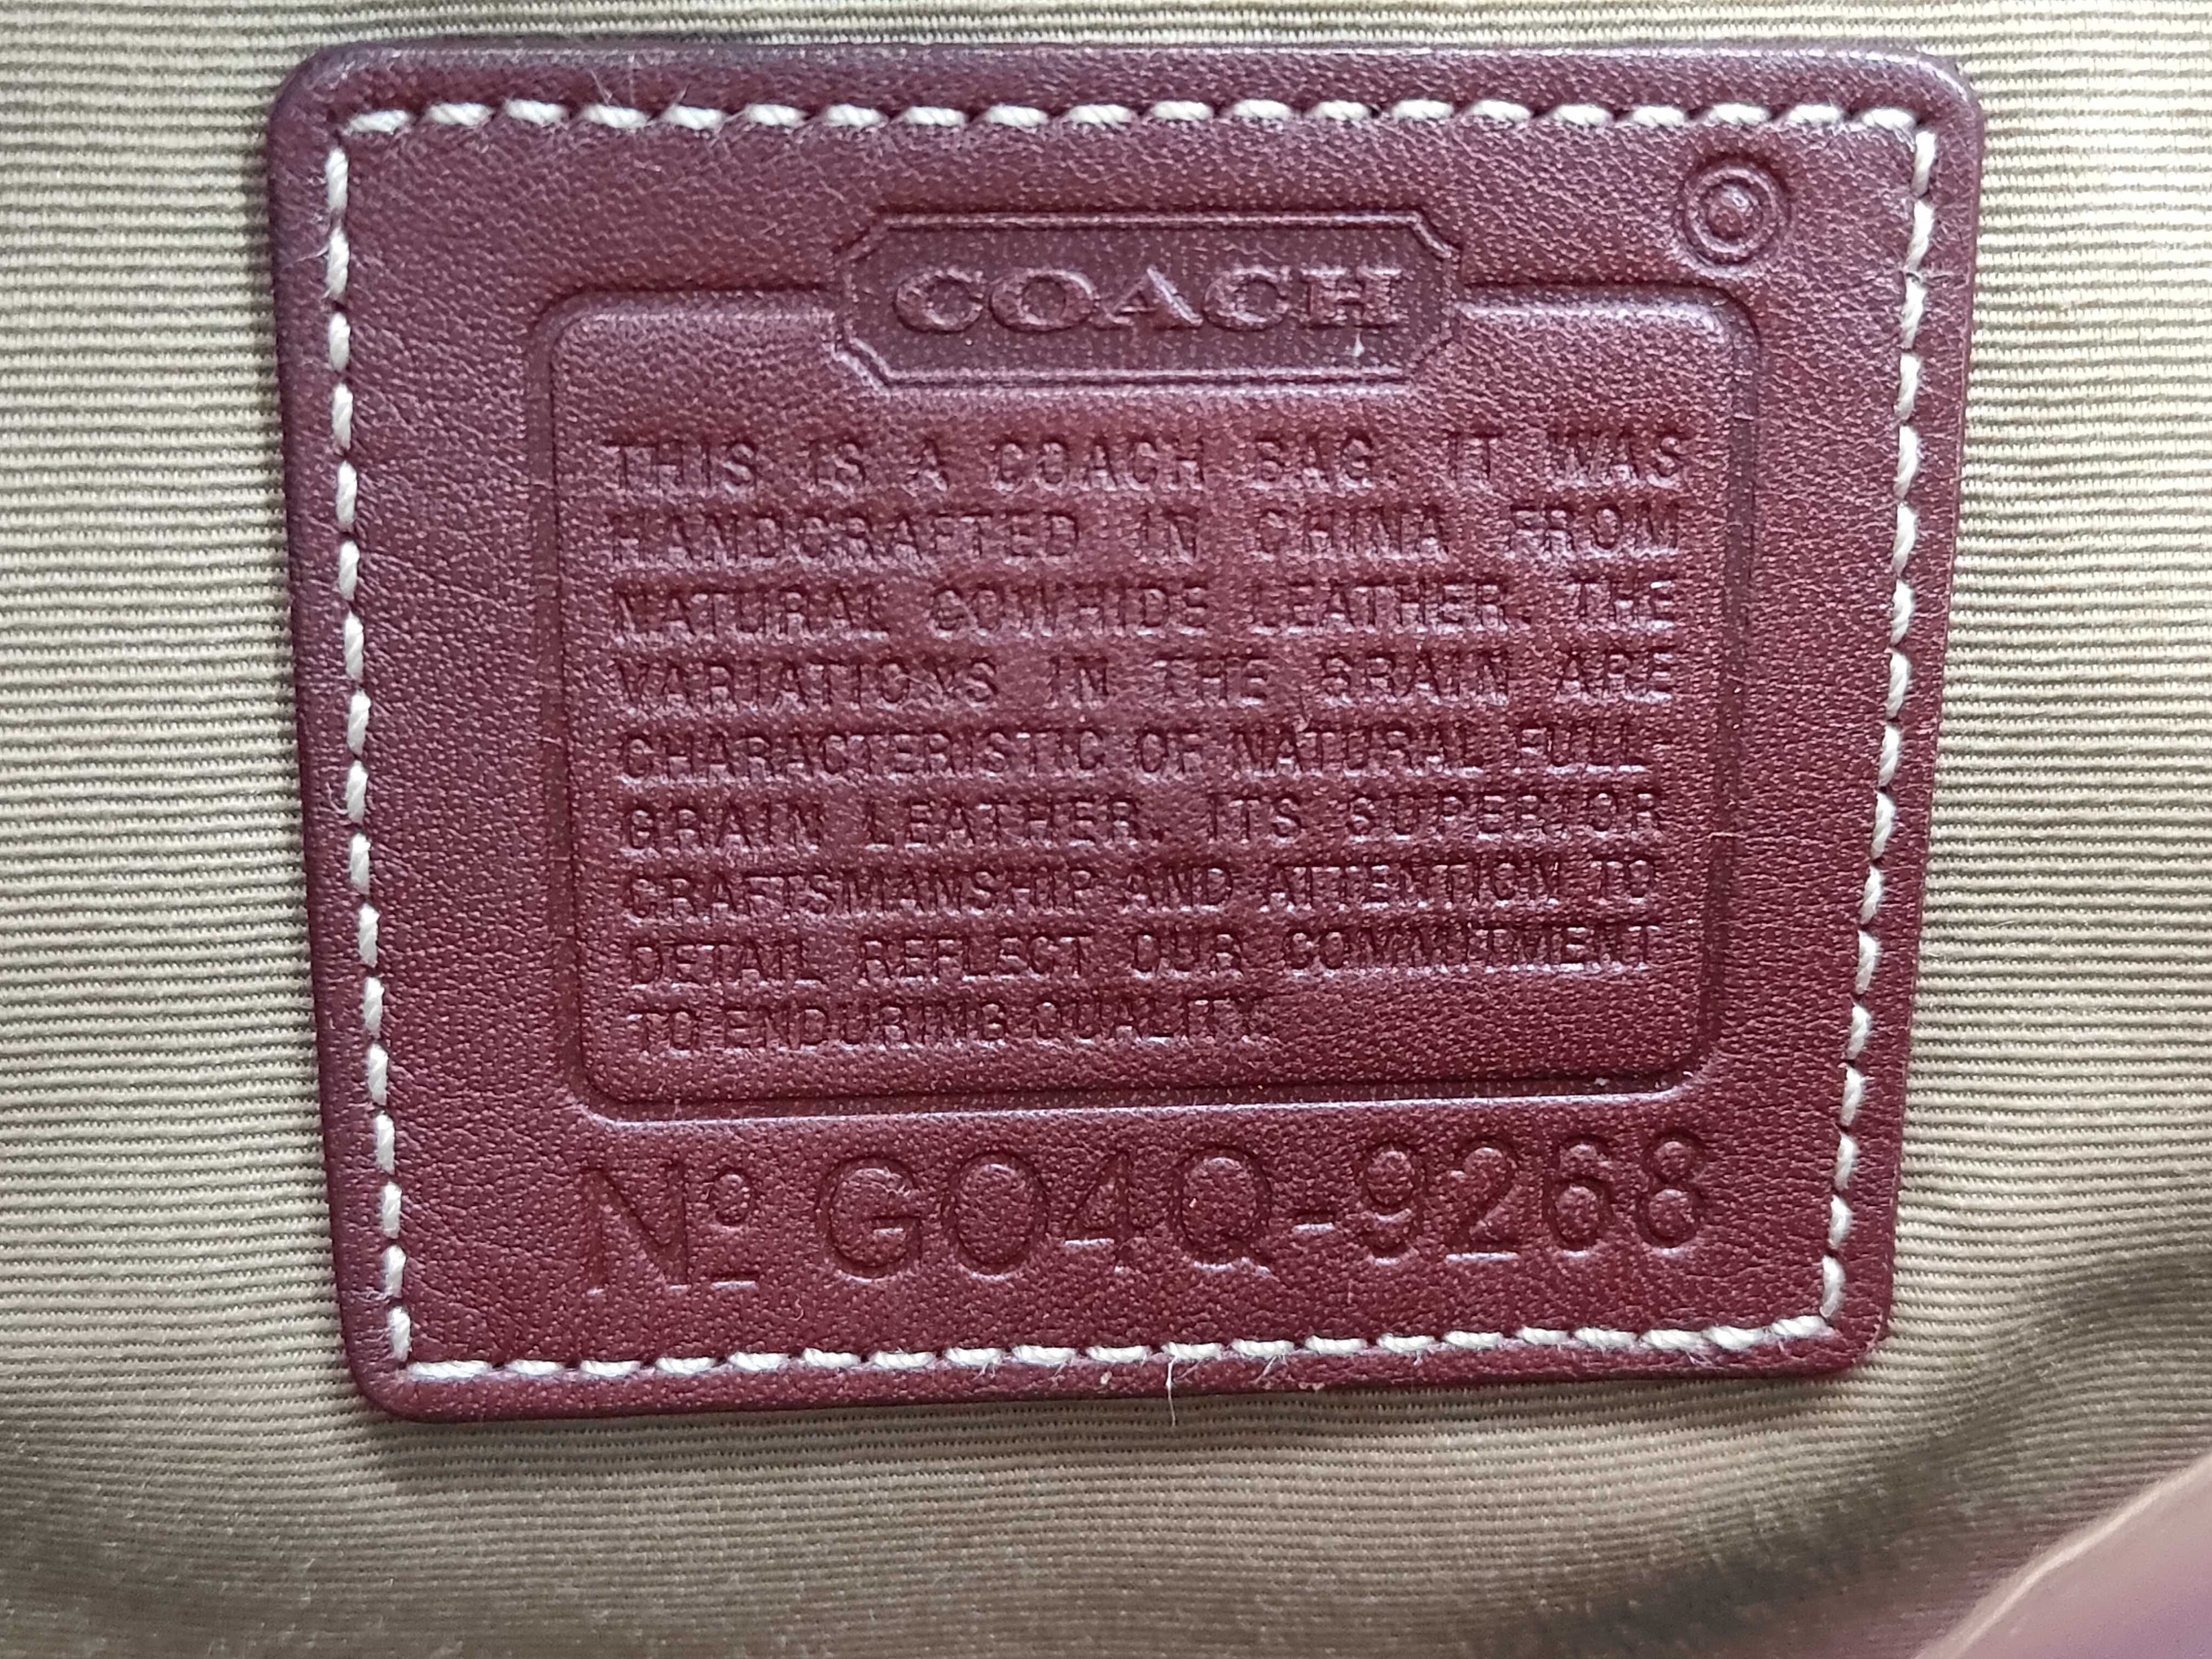 ©
COACH
THIS IS A COACH BAG. IT WAS
HANDCRAFTED IN CHINA FROM
NATURAL COWHIDE LEATHER. THE
VARIATIONS IN THE GRAIN ARE
CHARACTERISTIC OF NATURAL FULL-
GRAIN LEATHER. ITS SUPERIOR
CRAFTSMANSHIP AND ATTENTION TO
DETAIL REFLECT OUR COMMITMENT
TO ENDURING QUALITY.
Nº GO4Q-9268